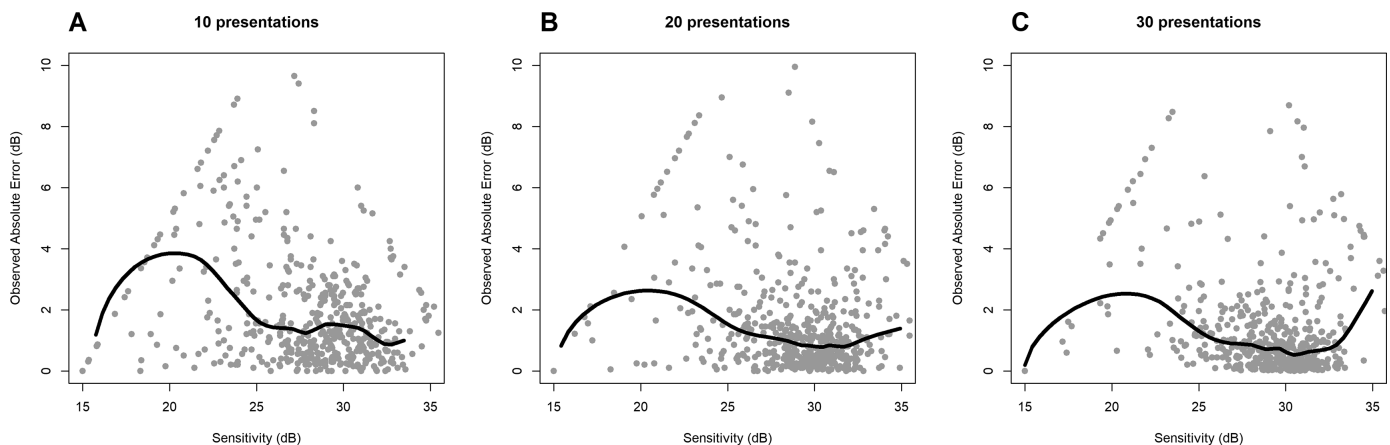 A
10 presentations
Observed Absolute Error (dB)
10
8
6
4
2
0
15 20 25 30 35
Sensitivity (dB)
B
20 presentations
Observed Absolute Error (dB)
10
8
6
4
2
0
15 20 25 30 35
Sensitivity (dB)
C
30 presentations
Observed Absolute Error (dB)
10
8
6
4
2
0
15 20 25 30 35
Sensitivity (dB)